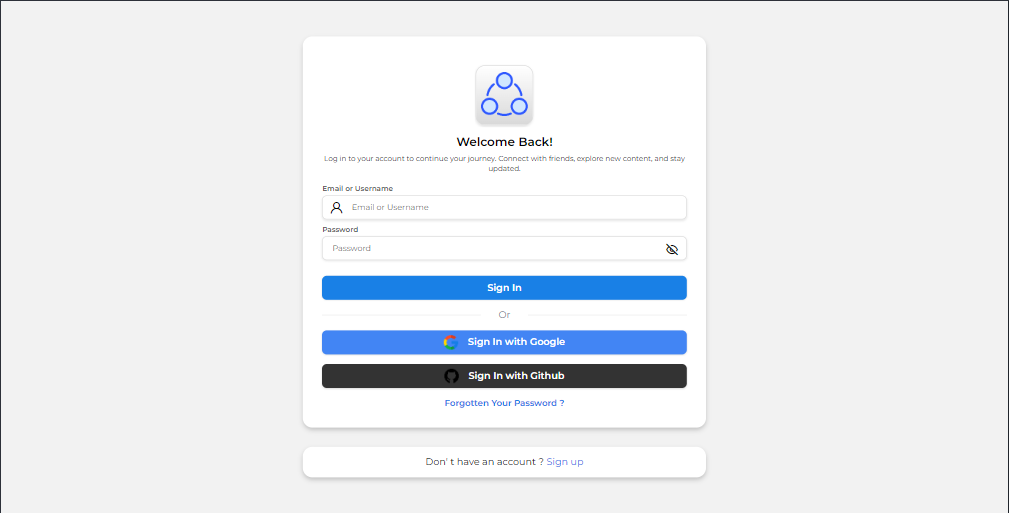 Welcome Back!
Log in to your account to continue your journey. Connect with friends, explore new content, and stay
updated.
Email or Username
Email or Username
Password
Password
Sign In
Or
Sign In with Google
Sign In with Github
Forgotten Your Password ?
Don' t have an account ? Sign up